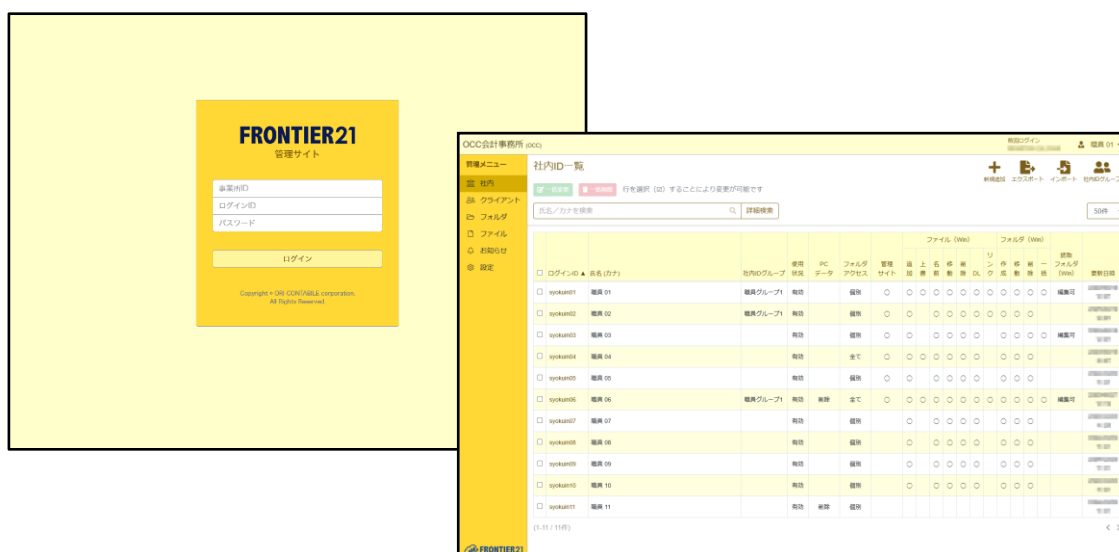 FRONTIER21
管理サイト
事業所ID
ログインID
パスワード
ログイン
Copyright © ORI CONTABILE corporation.
All Rights Reserved.
OCC会計事務所 (OCC)
前回ログイン
職員 01
管理メニュー
社内
クライアント
フォルダ
ファイル
お知らせ
設定
FRONTIER21
社内ID一覧
新規追加 エクスポート インポート 社内IDグループ
一括変更 一括削除 行を選択（☑）することにより変更が可能です
氏名／カナを検索 詳細検索 50件
ファイル（Win） フォルダ（Win）
ログインID ▲ 氏名 (カナ) 社内IDグループ 使用状況 PCデータ フォルダアクセス 管理サイト 追加 上書 名前 移動 削除 DL リンク 作成 移動 削除 一括 フォルダ (Win) 更新日時
syokuin01 職員 01 職員グループ1 有効 個別 ○ ○ ○ ○ ○ ○ ○ ○ ○ ○ ○ ○ 編集可
syokuin02 職員 02 職員グループ1 有効 個別 ○ ○ ○ ○ ○ ○ ○ ○ ○ ○
syokuin03 職員 03 有効 個別 ○ ○ ○ ○ ○ ○ ○ ○ ○ ○ 編集可
syokuin04 職員 04 有効 全て ○ ○ ○ ○ ○ ○ ○ ○ ○ ○
syokuin05 職員 05 有効 個別 ○ ○ ○ ○ ○ ○ ○ ○ ○
syokuin06 職員 06 職員グループ1 有効 削除 全て ○ ○ ○ ○ ○ ○ ○ ○ ○ ○ ○ ○ 編集可
syokuin07 職員 07 有効 個別 ○ ○ ○ ○ ○ ○ ○ ○
syokuin08 職員 08 有効 個別 ○ ○ ○ ○ ○ ○ ○ ○
syokuin09 職員 09 有効 個別 ○ ○ ○ ○ ○ ○ ○ ○
syokuin10 職員 10 有効 個別 ○ ○ ○ ○ ○ ○ ○ ○
syokuin11 職員 11 有効 削除 個別
(1-11 / 11件)